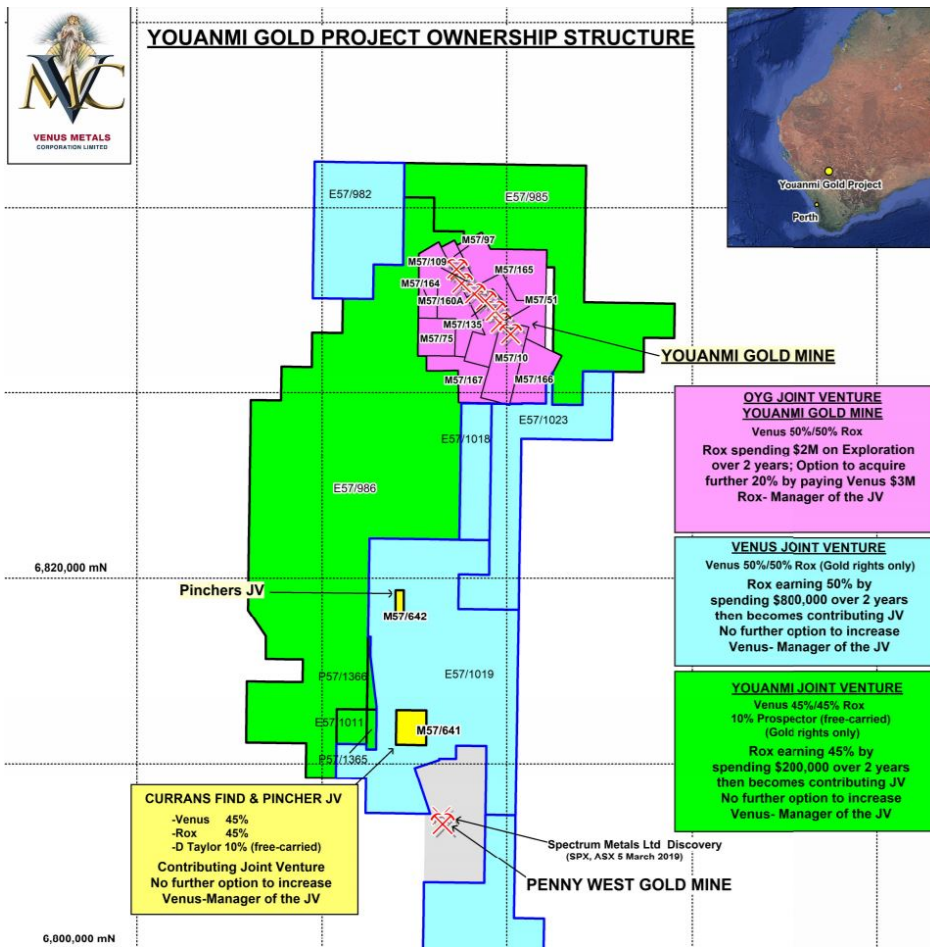 YOUANMI GOLD PROJECT OWNERSHIP STRUCTURE
MVC
VENUS METALS
CORPORATION LIMITED
Youanmi Gold Project
Perth
E57/982
E57/985
M57/97
M57/109
M57/165
M57/164
M57/160A
M57/51
M57/135
M57/75
M57/10
M57/167
M57/166
YOUANMI GOLD MINE
E57/1023
E57/1018
E57/986
OYG JOINT VENTURE
YOUANMI GOLD MINE
Venus 50%/50% Rox
Rox spending $2M on Exploration
over 2 years; Option to acquire
further 20% by paying Venus $3M
Rox- Manager of the JV
6,820,000 mN
Pinchers JV
M57/642
VENUS JOINT VENTURE
Venus 50%/50% Rox (Gold rights only)
Rox earning 50% by
spending $800,000 over 2 years
then becomes contributing JV
No further option to increase
Venus- Manager of the JV
P57/1366
E57/1019
E57/1011
M57/641
P57/1365
YOUANMI JOINT VENTURE
Venus 45%/45% Rox
10% Prospector (free-carried)
(Gold rights only)
Rox earning 45% by
spending $200,000 over 2 years
then becomes contributing JV
No further option to increase
Venus- Manager of the JV
CURRANS FIND & PINCHER JV
-Venus 45%
-Rox 45%
-D Taylor 10% (free-carried)
Contributing Joint Venture
No further option to increase
Venus-Manager of the JV
Spectrum Metals Ltd Discovery
(SPX, ASX 5 March 2019)
PENNY WEST GOLD MINE
6,800,000 mN